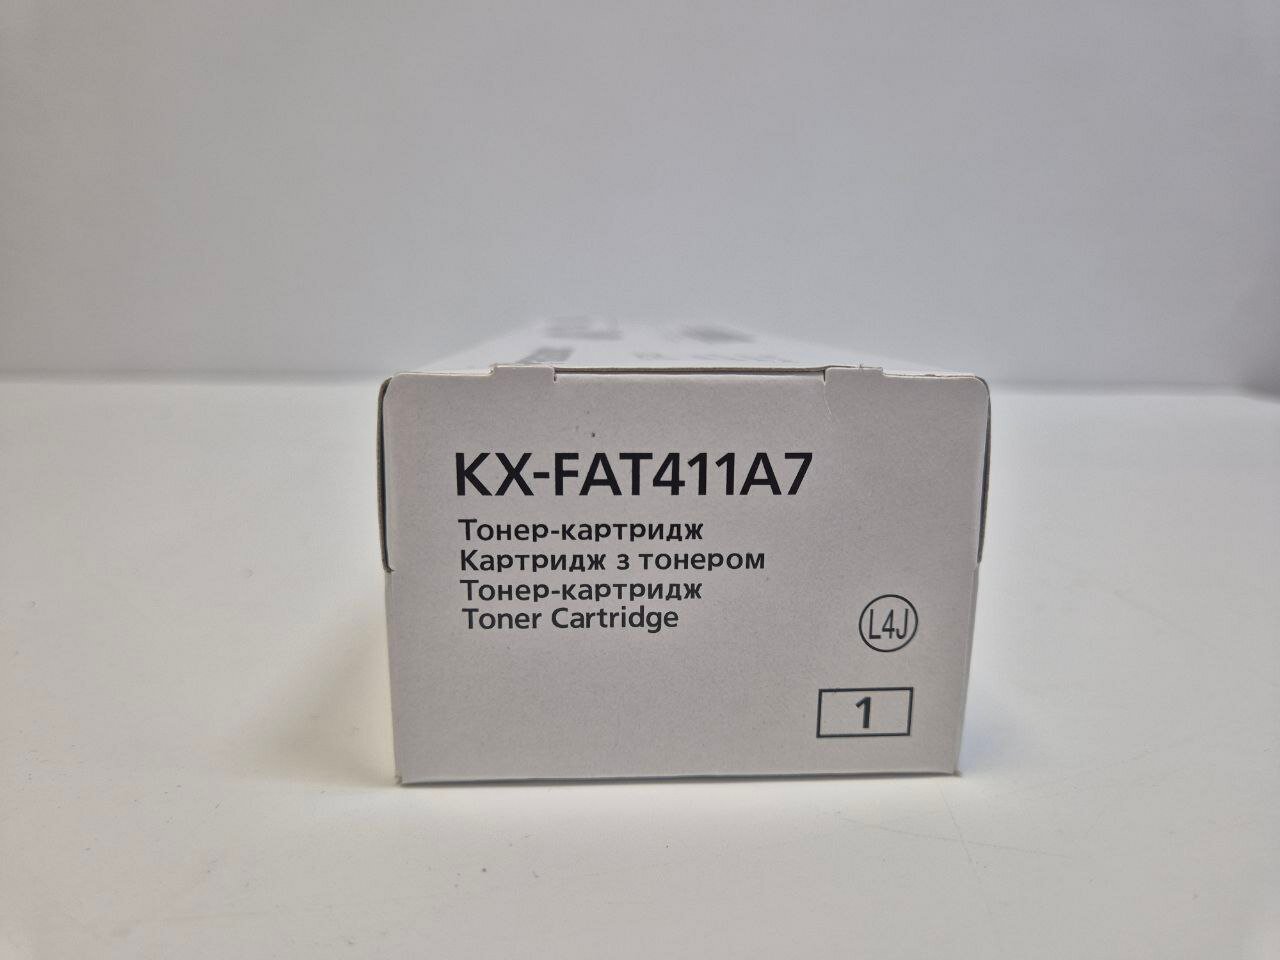 KX-FAT411A7
Тонер-картридж
Картридж з тонером
Тонер-картридж
Toner Cartridge
L4J
1